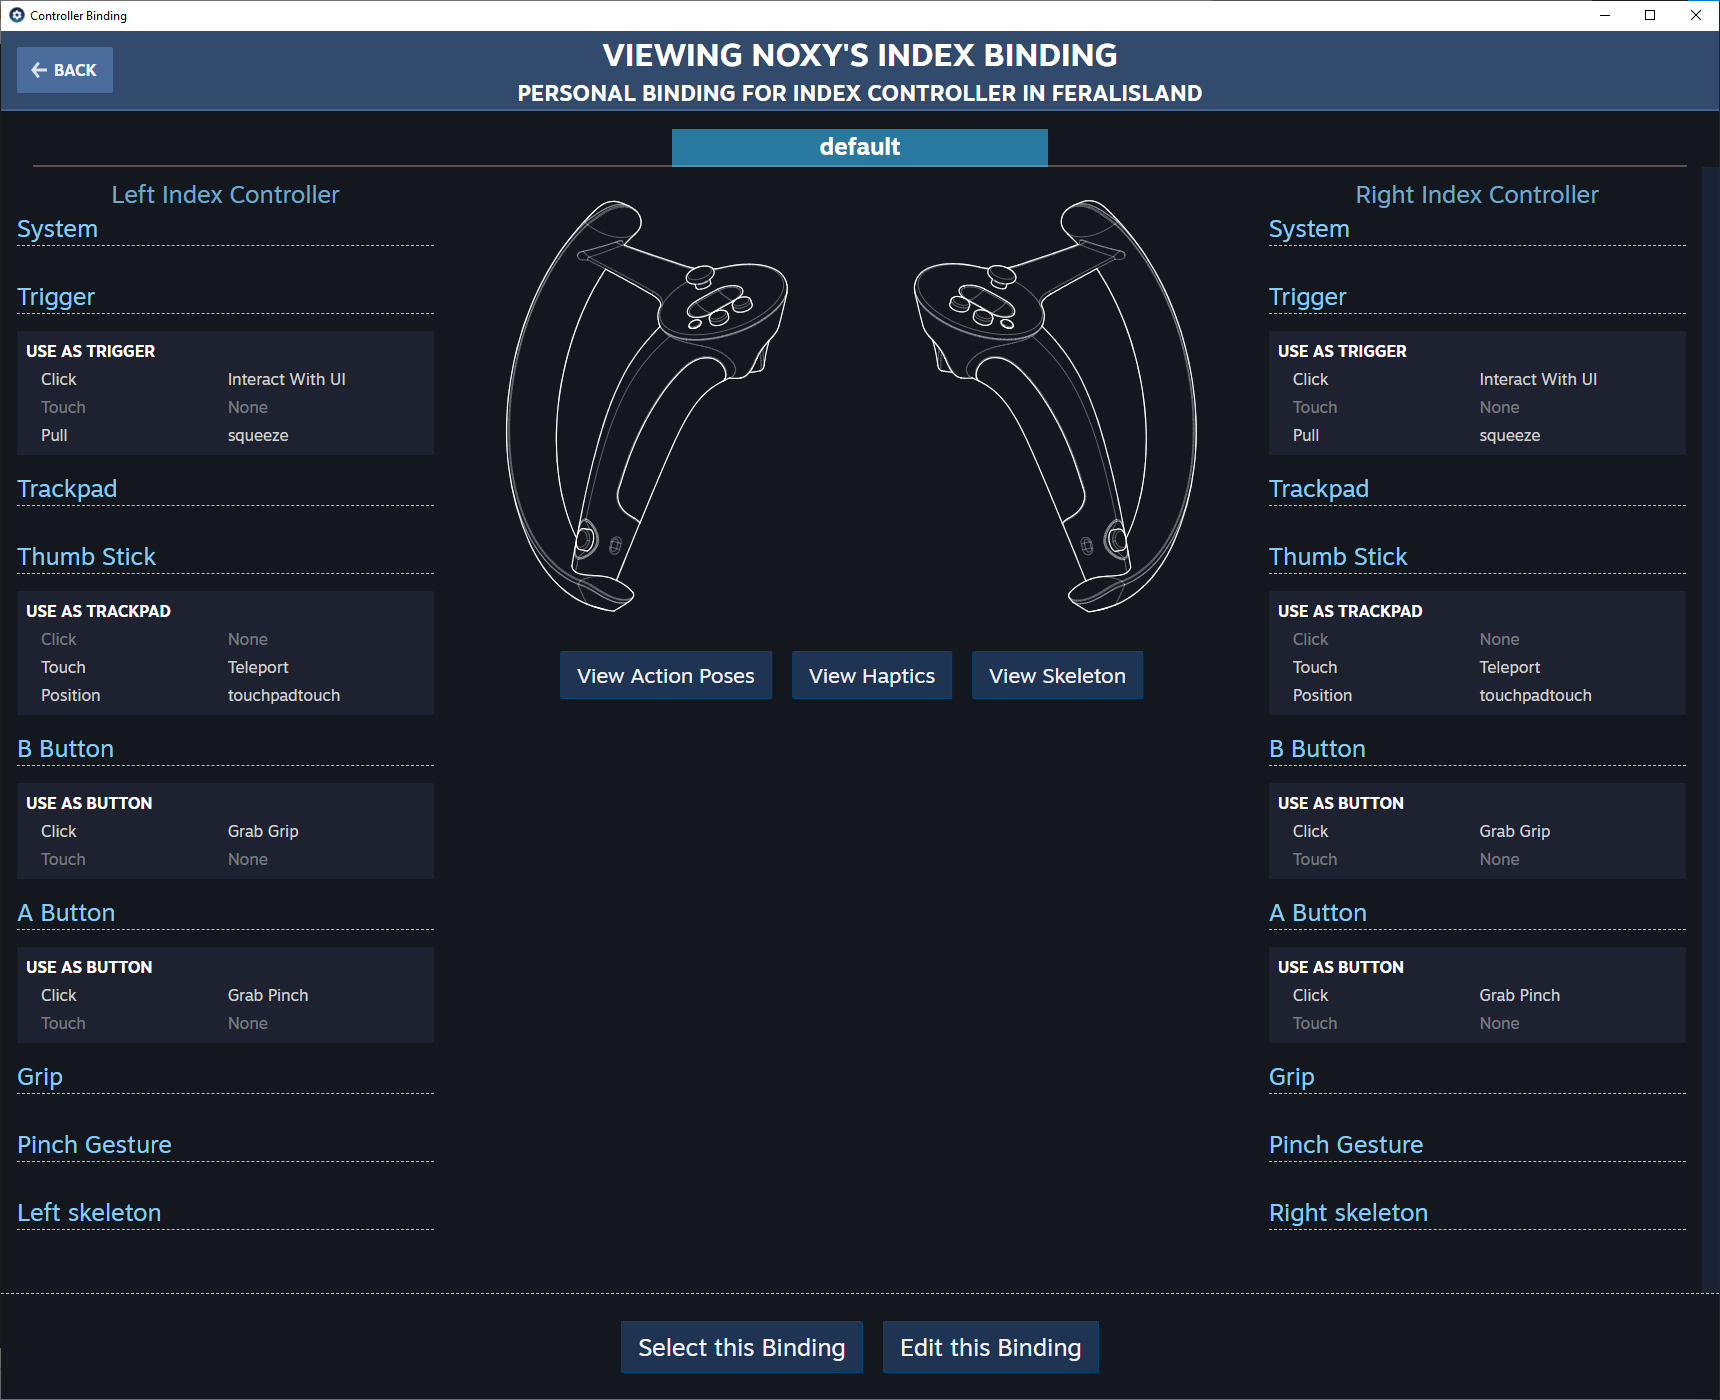 Controller Binding
BACK
VIEWING NOXY'S INDEX BINDING
PERSONAL BINDING FOR INDEX CONTROLLER IN FERALISLAND
default
Left Index Controller
System
Trigger
USE AS TRIGGER
Click Interact With UI
Touch None
Pull squeeze
Trackpad
Thumb Stick
USE AS TRACKPAD
Click None
Touch Teleport
Position touchpadtouch
B Button
USE AS BUTTON
Click Grab Grip
Touch None
A Button
USE AS BUTTON
Click Grab Pinch
Touch None
Grip
Pinch Gesture
Left skeleton
View Action Poses
View Haptics
View Skeleton
Right Index Controller
System
Trigger
USE AS TRIGGER
Click Interact With UI
Touch None
Pull squeeze
Trackpad
Thumb Stick
USE AS TRACKPAD
Click None
Touch Teleport
Position touchpadtouch
B Button
USE AS BUTTON
Click Grab Grip
Touch None
A Button
USE AS BUTTON
Click Grab Pinch
Touch None
Grip
Pinch Gesture
Right skeleton
Select this Binding
Edit this Binding